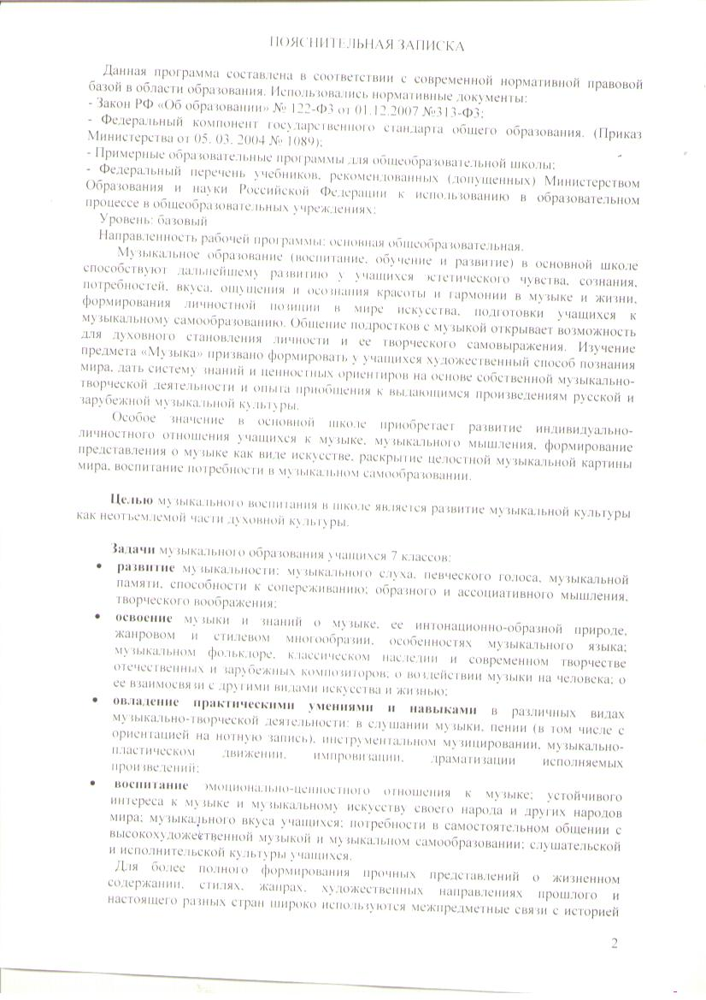 ПОЯСНИТЕЛЬНАЯ ЗАПИСКА
Данная программа составлена в соответствии с современной нормативной правовой
базой в области образования. Использовались нормативные документы:
- Закон РФ «Об образовании» № 122-ФЗ от 01.12.2007 №313-ФЗ;
- Федеральный компонент государственного стандарта общего образования. (Приказ
Министерства от 05. 03. 2004 № 1089);
- Примерные образовательные программы для общеобразовательной школы;
- Федеральный перечень учебников, рекомендованных (допущенных) Министерством
Образования и науки Российской Федерации к использованию в образовательном
процессе в общеобразовательных учреждениях;
Уровень: базовый
Направленность рабочей программы: основная общеобразовательная.
Музыкальное образование (воспитание, обучение и развитие) в основной школе
способствуют дальнейшему развитию у учащихся эстетического чувства, сознания,
потребностей, вкуса, ощущения и осознания красоты и гармонии в музыке и жизни,
формирования личностной позиции в мире искусства, подготовки учащихся к
музыкальному самообразованию. Общение подростков с музыкой открывает возможность
для духовного становления личности и ее творческого самовыражения. Изучение
предмета «Музыка» призвано формировать у учащихся художественный способ познания
мира, дать систему знаний и ценностных ориентиров на основе собственной музыкально-
творческой деятельности и опыта приобщения к выдающимся произведениям русской и
зарубежной музыкальной культуры.
Особое значение в основной школе приобретает развитие индивидуально-
личностного отношения учащихся к музыке, музыкального мышления, формирование
представления о музыке как виде искусстве, раскрытие целостной музыкальной картины
мира, воспитание потребности в музыкальном самообразовании.
Целью музыкального воспитания в школе является развитие музыкальной культуры
как неотъемлемой части духовной культуры.
Задачи музыкального образования учащихся 7 классов:
• развитие музыкальности; музыкального слуха, певческого голоса, музыкальной
памяти, способности к сопереживанию; образного и ассоциативного мышления,
творческого воображения;
• освоение музыки и знаний о музыке, ее интонационно-образной природе,
жанровом и стилевом многообразии, особенностях музыкального языка;
музыкальном фольклоре, классическом наследии и современном творчестве
отечественных и зарубежных композиторов; о воздействии музыки на человека; о
ее взаимосвязи с другими видами искусства и жизнью;
• овладение практическими умениями и навыками в различных видах
музыкально-творческой деятельности: в слушании музыки, пении (в том числе с
ориентацией на нотную запись), инструментальном музицировании, музыкально-
пластическом движении, импровизации, драматизации исполняемых
произведений;
• воспитание эмоционально-ценностного отношения к музыке; устойчивого
интереса к музыке и музыкальному искусству своего народа и других народов
мира; музыкального вкуса учащихся; потребности в самостоятельном общении с
высокохудожественной музыкой и музыкальном самообразовании; слушательской
и исполнительской культуры учащихся.
Для более полного формирования прочных представлений о жизненном
содержании, стилях, жанрах, художественных направлениях прошлого и
настоящего разных стран широко используются межпредметные связи с историей
2